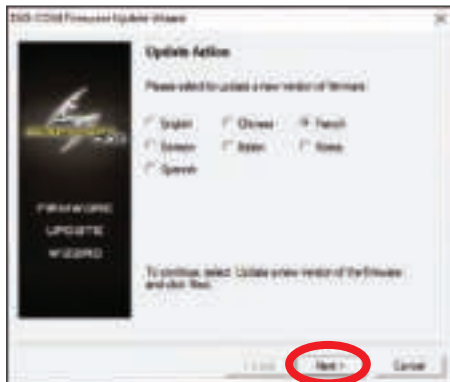 Firmware Update Wizard
Update Action
Please select to update a new version of firmware:
English Chinese French
German Italian
Spanish
FIRMWARE
UPDATE
WIZARD
To continue, select Update a new version of the firmware
and click Next.
Next > Cancel